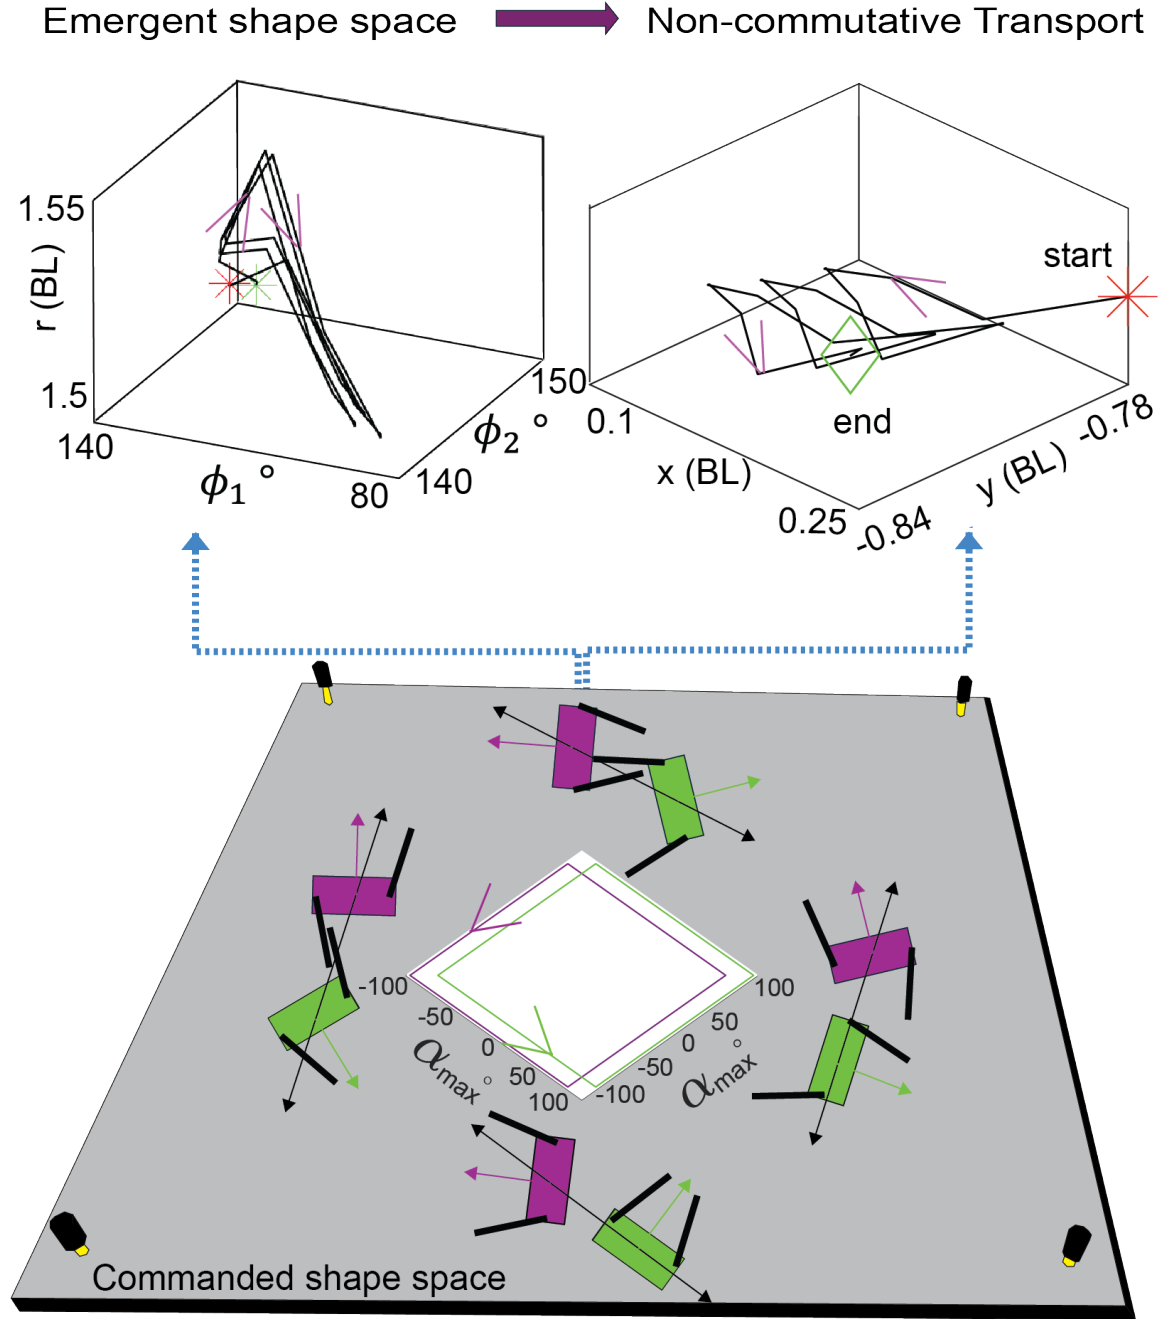 Emergent shape space
Non-commutative Transport
1.55
r (BL)
1.5
140
ϕ1 °
80
140
ϕ2 °
150
start
end
0.1
x (BL)
0.25
-0.84
y (BL)
-0.78
-100
-50
0
50
100
αmax °
-100
-50
0
50
100
αmax °
Commanded shape space